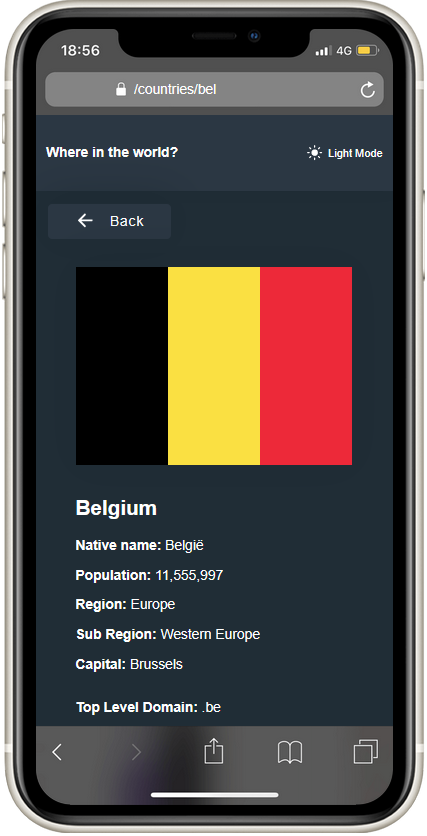 18:56
4G
/countries/bel
Where in the world?
Light Mode
Back
Belgium
Native name: België
Population: 11,555,997
Region: Europe
Sub Region: Western Europe
Capital: Brussels
Top Level Domain: .be